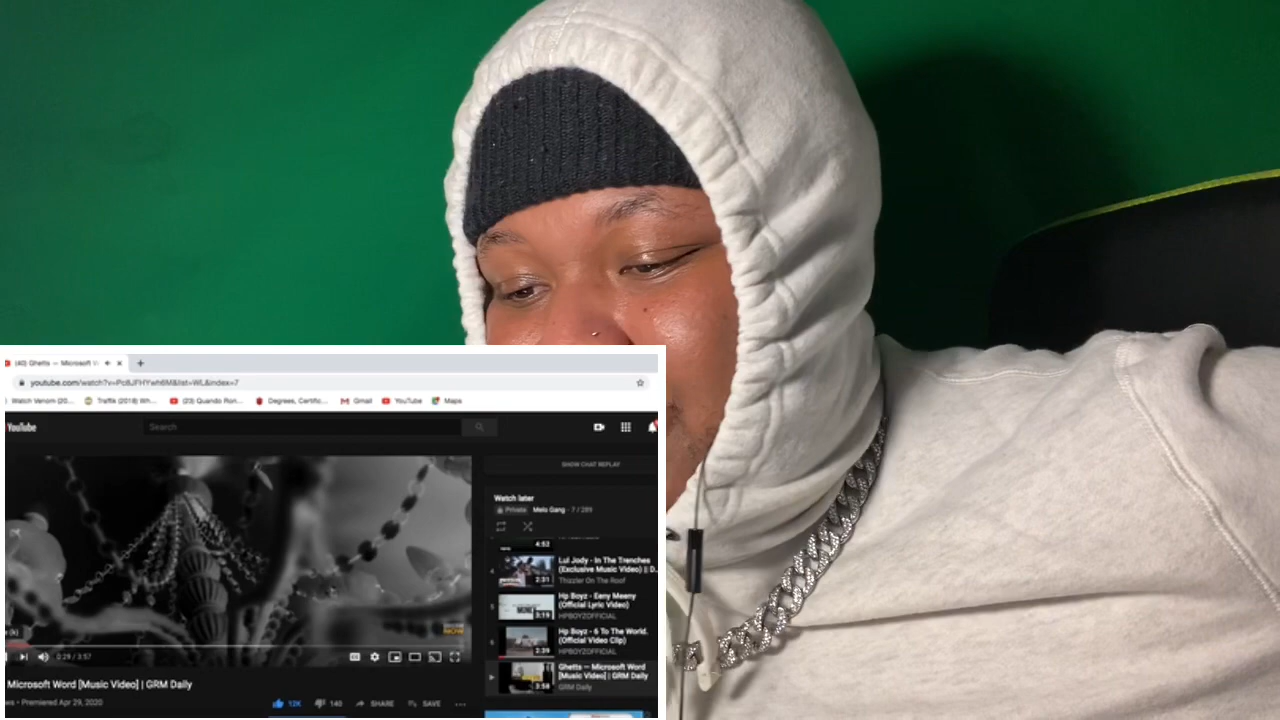 (40) Ghetts — Microsoft
youtube.com/watch?v=Pc8JFHYwh6M&list=WL&index=7
Watch Venom (20... Traffik (2018) Wh... (23) Quando Ron... Degrees, Certific... Gmail YouTube Maps
YouTube Search
SHOW CHAT REPLAY
Watch later
Private Melo Gang - 7 / 289
4:52
4 Lul Jody - In The Trenches
(Exclusive Music Video) || D...
Thizzler On The Roof
2:31
5 Hp Boyz - Eeny Meeny
(Official Lyric Video)
HPBOYZOFFICIAL
3:19
6 Hp Boyz - 6 To The World.
(Official Video Clip)
HPBOYZOFFICIAL
2:39
Ghetts — Microsoft Word
[Music Video] | GRM Daily
GRM Daily
3:58
0:29 / 3:57
Microsoft Word [Music Video] | GRM Daily
ws • Premiered Apr 29, 2020
12K 140 SHARE SAVE